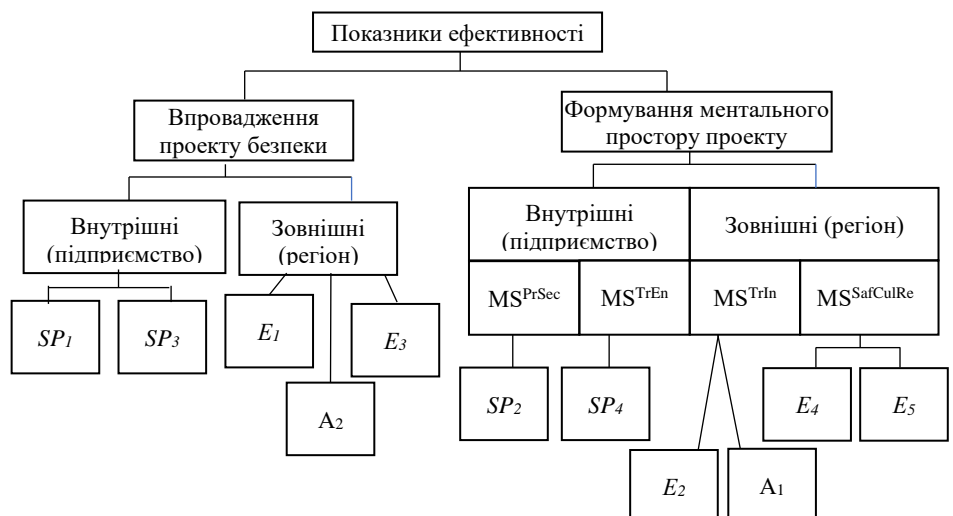 Показники ефективності
Впровадження
проекту безпеки
Формування ментального
простору проекту
Внутрішні
(підприємство)
Зовнішні
(регіон)
Внутрішні
(підприємство)
Зовнішні (регіон)
MS^PrSec
MS^TrEn
MS^TrIn
MS^SafCulRe
SP1
SP3
E1
E3
A2
SP2
SP4
E4
E5
E2
A1